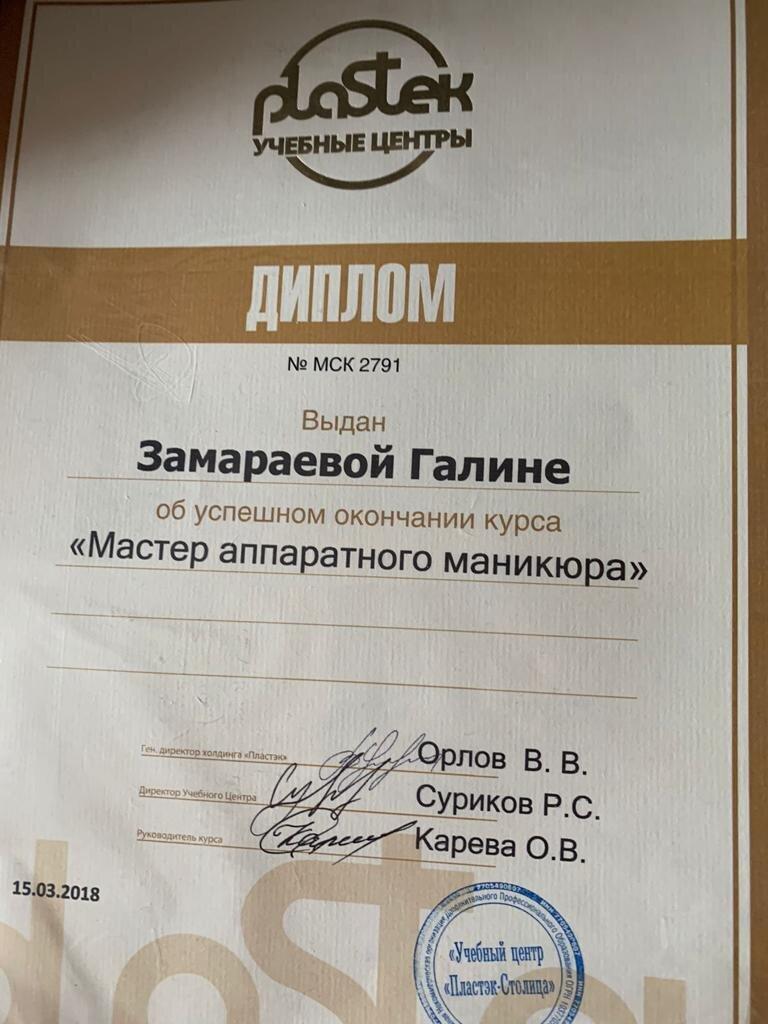 plastek
УЧЕБНЫЕ ЦЕНТРЫ
ДИПЛОМ
№ МСК 2791
Выдан
Замараевой Галине
об успешном окончании курса
«Мастер аппаратного маникюра»
Ген. директор холдинга «Пластэк» Орлов В. В.
Директор Учебного Центра Суриков Р.С.
Руководитель курса Карева О.В.
15.03.2018
«Учебный центр
«Пластэк-Столица»